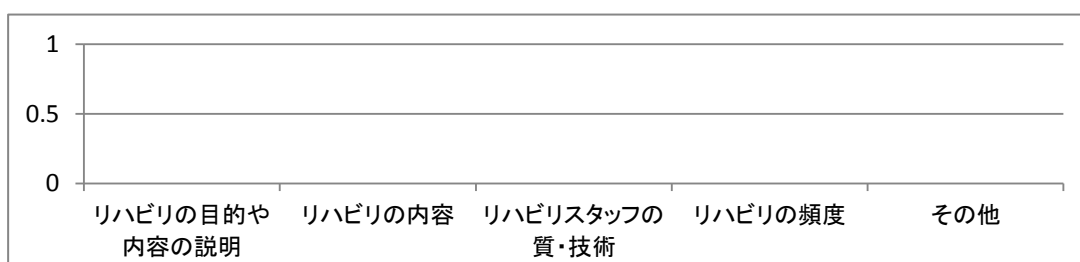 1
0.5
0
リハビリの目的や
内容の説明
リハビリの内容
リハビリスタッフの
質・技術
リハビリの頻度
その他